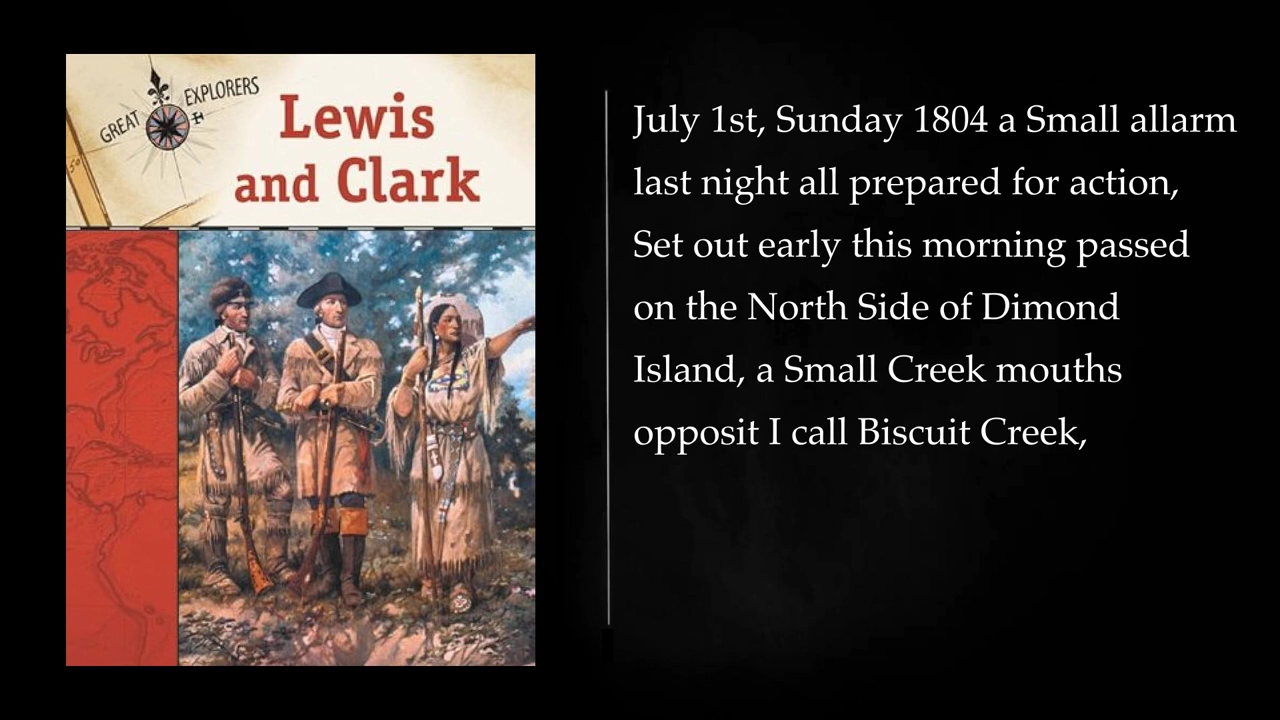 GREAT EXPLORERS
Lewis
and Clark
50
July 1st, Sunday 1804 a Small allarm
last night all prepared for action,
Set out early this morning passed
on the North Side of Dimond
Island, a Small Creek mouths
opposit I call Biscuit Creek,